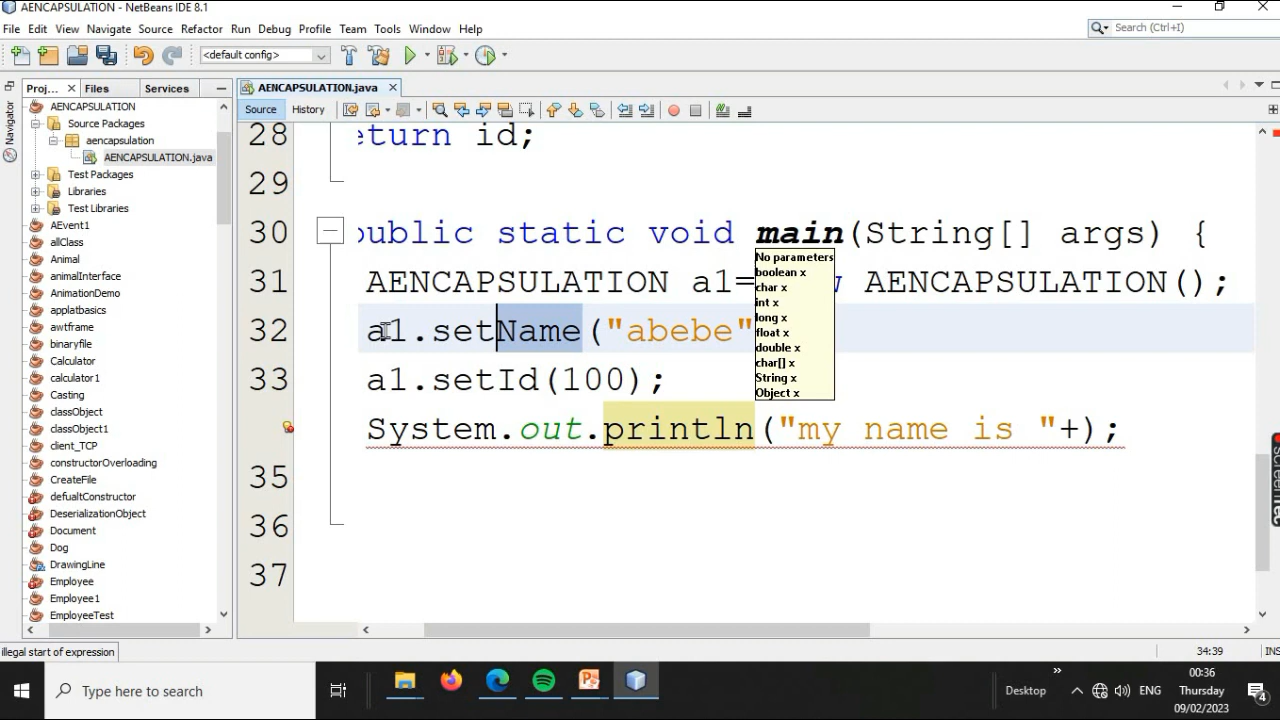 AENCAPSULATION - NetBeans IDE 8.1
File Edit View Navigate Source Refactor Run Debug Profile Team Tools Window Help
Search (Ctrl+I)
<default config>
Proj... Files Services
AENCAPSULATION.java
Source History
Navigator
AENCAPSULATION
Source Packages
aencapsulation
AENCAPSULATION.java
Test Packages
Libraries
Test Libraries
AEvent1
allClass
Animal
animalInterface
AnimationDemo
applatbasics
awtframe
binaryfile
Calculator
calculator1
Casting
classObject
classObject1
client_TCP
constructorOverloading
CreateFile
defualtConstructor
DeserializationObject
Document
Dog
DrawingLine
Employee
Employee1
EmployeeTest
28 eturn id;
29
30 public static void main(String[] args) {
31 AENCAPSULATION a1= w AENCAPSULATION();
32 a1.setName("abebe"
33 a1.setId(100);
System.out.println("my name is "+);
35
36
37
No parameters
boolean x
char x
int x
long x
float x
double x
char[] x
String x
Object x
illegal start of expression
34:39
INS
Type here to search
Desktop
ENG
00:36
Thursday
09/02/2023
4